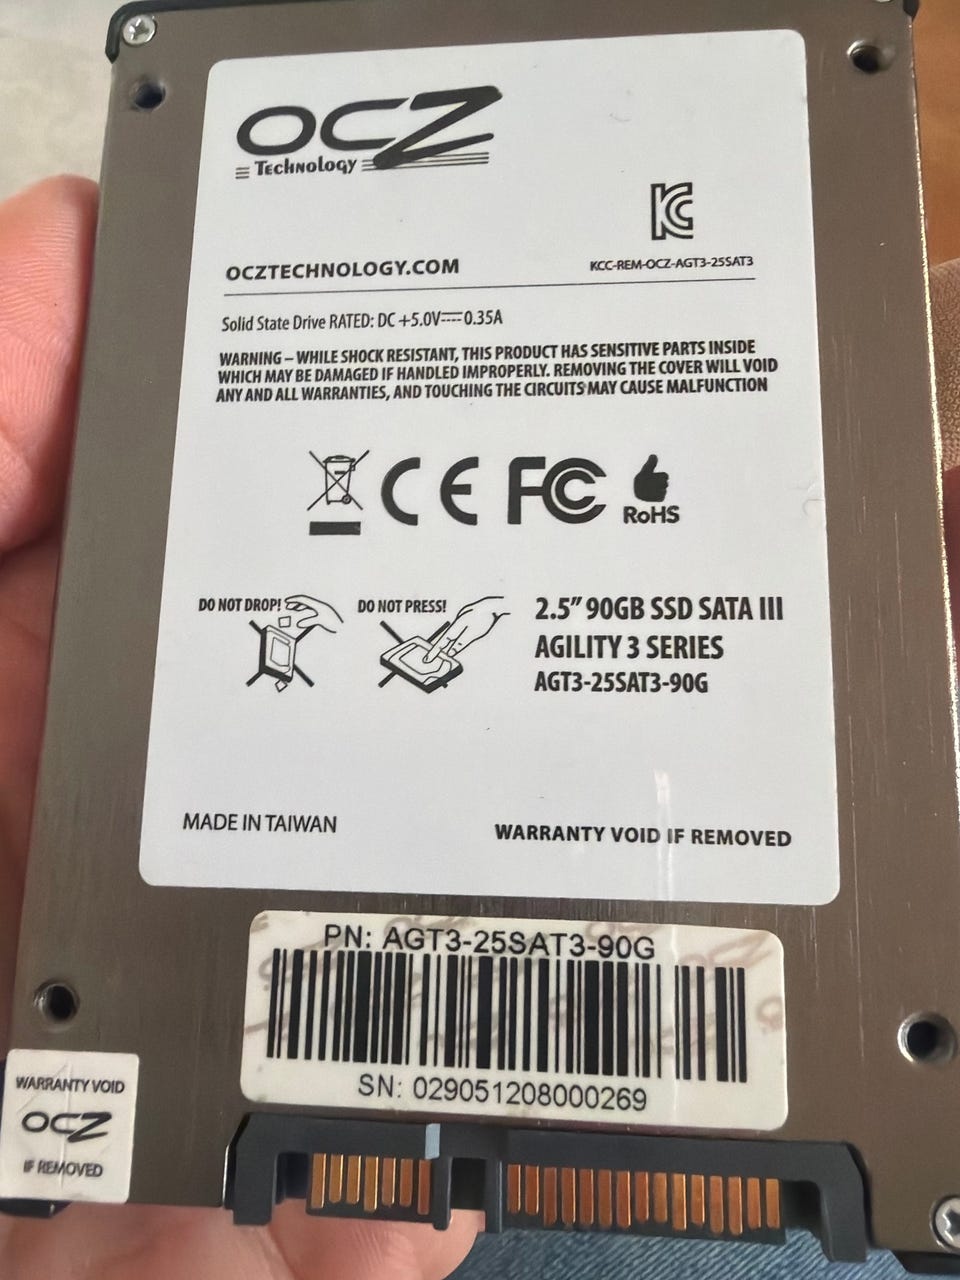 OCZ
Technology
KC
OCZTECHNOLOGY.COM
KCC-REM-OCZ-AGT3-25SAT3
Solid State Drive RATED: DC +5.0V⎓0.35A
WARNING – WHILE SHOCK RESISTANT, THIS PRODUCT HAS SENSITIVE PARTS INSIDE
WHICH MAY BE DAMAGED IF HANDLED IMPROPERLY. REMOVING THE COVER WILL VOID
ANY AND ALL WARRANTIES, AND TOUCHING THE CIRCUITS MAY CAUSE MALFUNCTION
CE FC
RoHS
DO NOT DROP!
DO NOT PRESS!
2.5” 90GB SSD SATA III
AGILITY 3 SERIES
AGT3-25SAT3-90G
MADE IN TAIWAN
WARRANTY VOID IF REMOVED
PN: AGT3-25SAT3-90G
SN: 029051208000269
WARRANTY VOID
OCZ
IF REMOVED